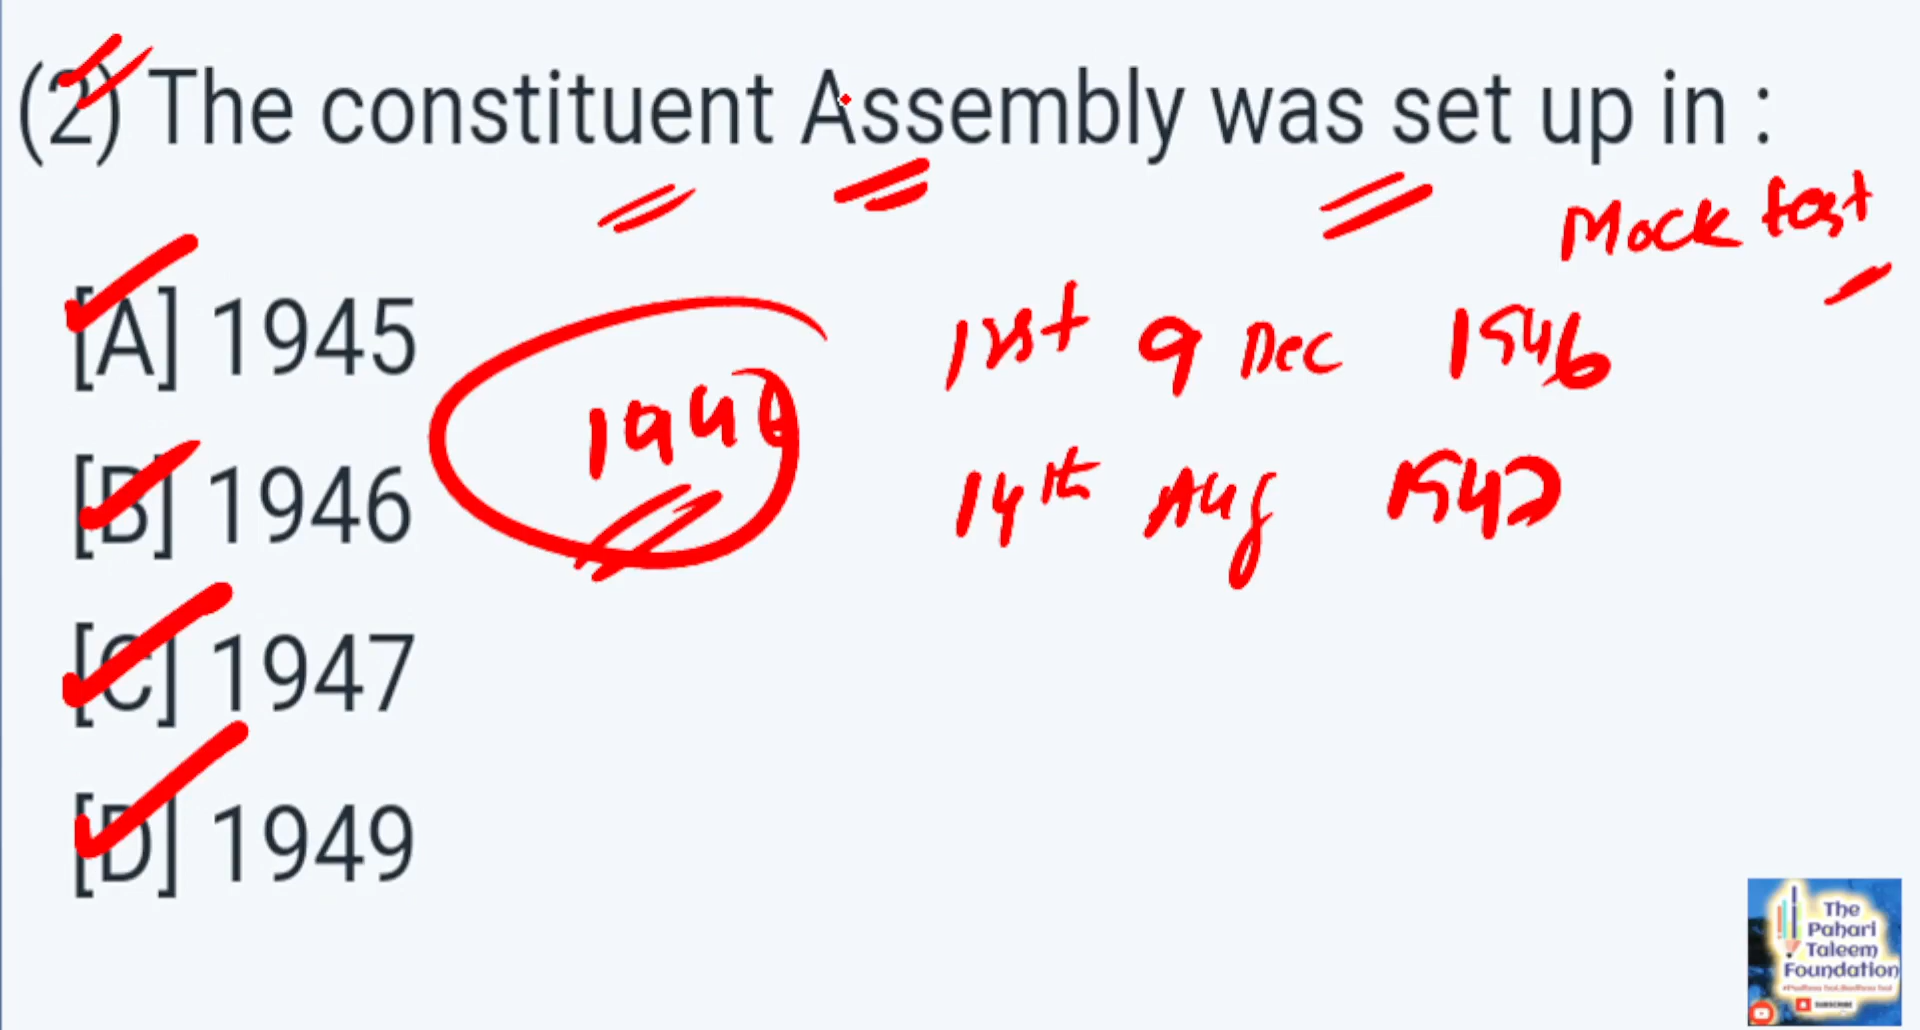 (2) The constituent Assembly was set up in :
Mock test
[A] 1945
1st 9 Dec 1946
1946
[B] 1946
14th Aug 1947
[C] 1947
[D] 1949
The
Pahari
Taleem
Foundation
SUBSCRIBE